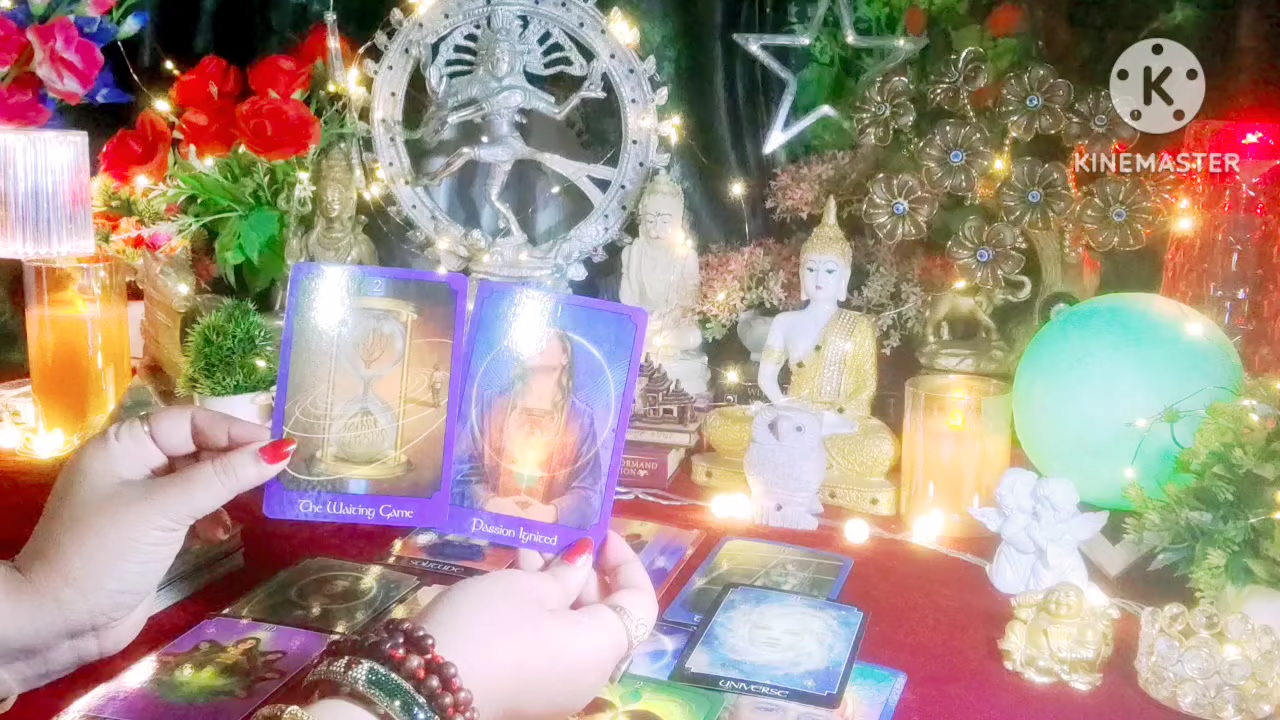 K
KINEMASTER
2
The Waiting Game
Passion Ignited
SOLITUDE
UNIVERSE